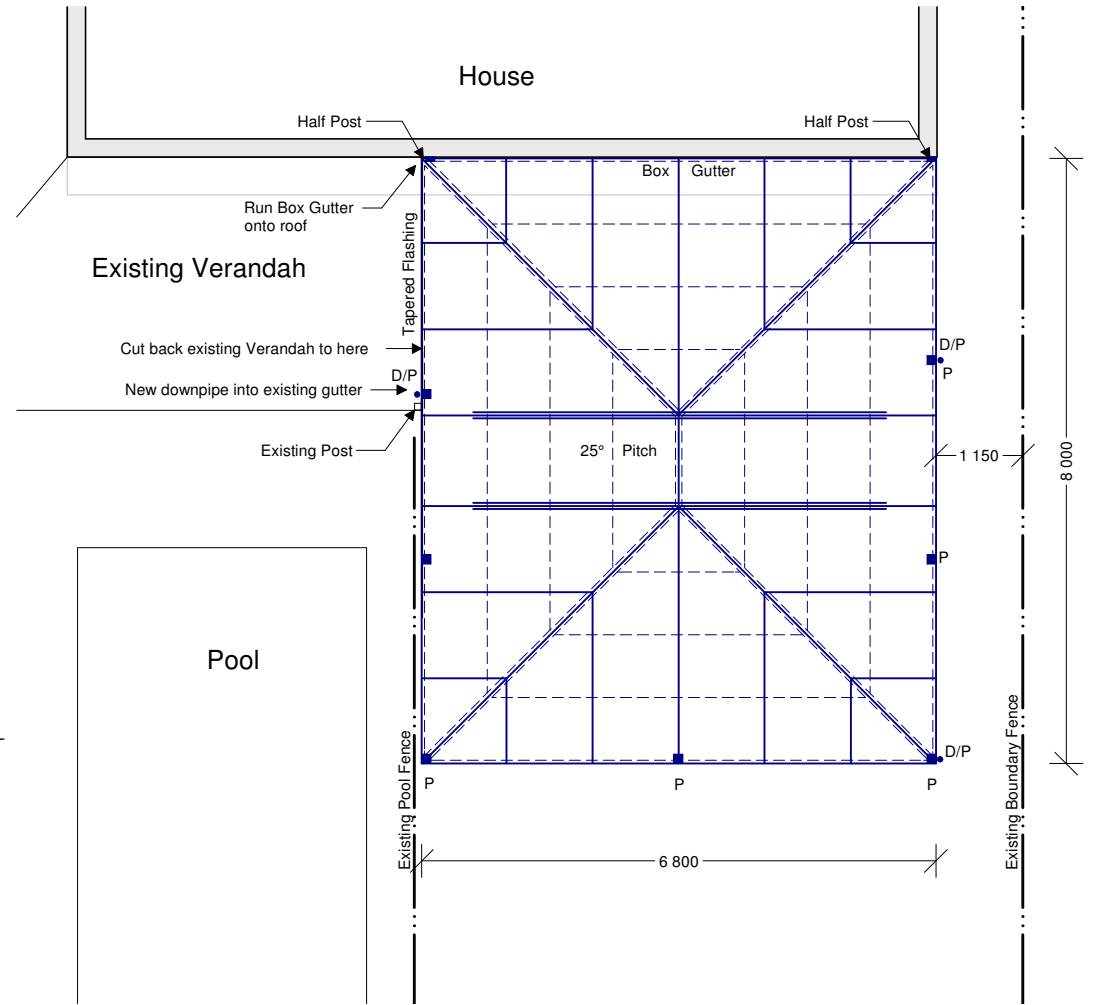 House
Half Post
Half Post
Box Gutter
Run Box Gutter
onto roof
Tapered Flashing
Existing Verandah
Cut back existing Verandah to here
D/P
New downpipe into existing gutter
D/P
P
Existing Post
25° Pitch
1 150
8 000
P
Pool
Existing Pool Fence
Existing Boundary Fence
D/P
P
P
P
6 800